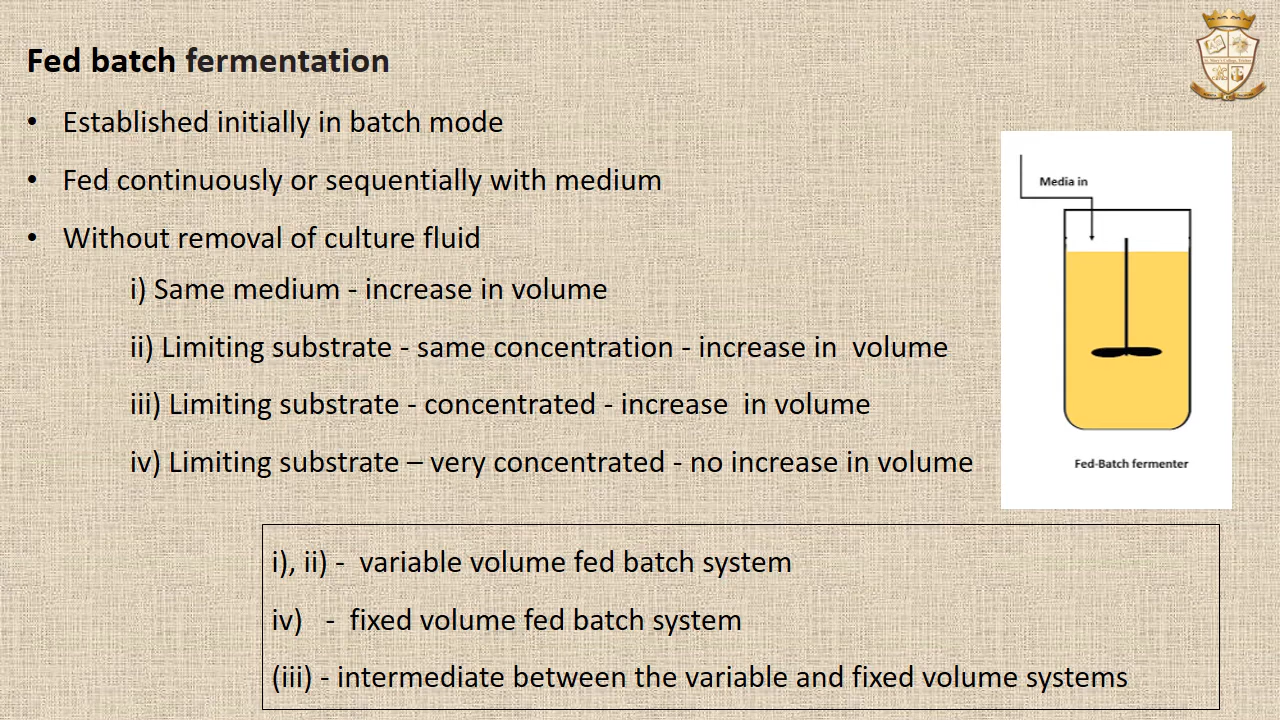 Fed batch fermentation
• Established initially in batch mode
• Fed continuously or sequentially with medium
• Without removal of culture fluid
i) Same medium - increase in volume
ii) Limiting substrate - same concentration - increase in  volume
iii) Limiting substrate - concentrated - increase  in volume
iv) Limiting substrate – very concentrated - no increase in volume
Media in
Fed-Batch fermenter
i), ii) -  variable volume fed batch system
iv)   -  fixed volume fed batch system
(iii) - intermediate between the variable and fixed volume systems